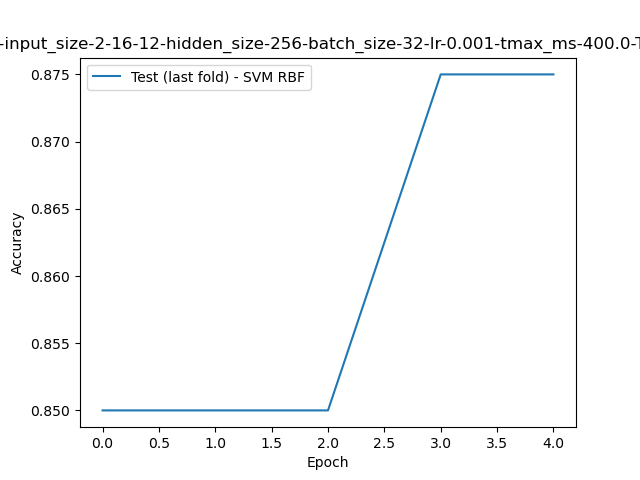 -input_size-2-16-12-hidden_size-256-batch_size-32-lr-0.001-tmax_ms-400.0-T
Test (last fold) - SVM RBF
0.875
0.870
0.865
0.860
0.855
0.850
Accuracy
0.0 0.5 1.0 1.5 2.0 2.5 3.0 3.5 4.0
Epoch